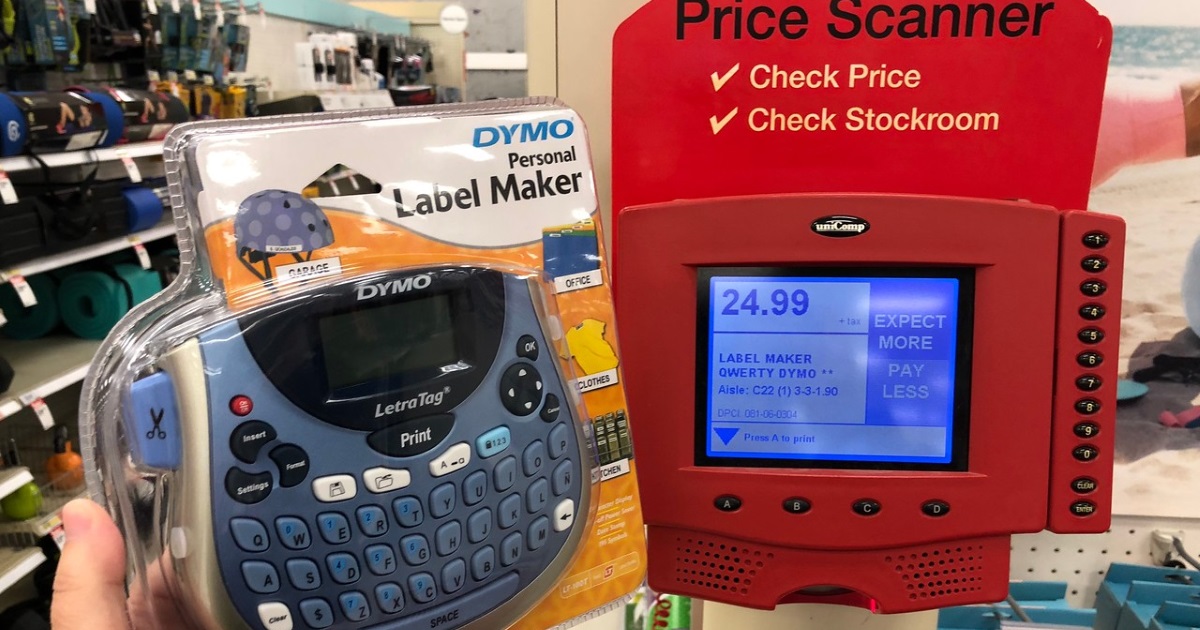 DYMO
Personal
Label Maker
GARAGE
OFFICE
CLOTHES
DYMO
LetraTag®
OK
Cancel
Print
Insert
Format
Settings
A-a
123
Q W E R T Y U I O P
A S D F G H J K L Ñ
$ Z X C V B N M
Clear
SPACE
Price Scanner
✓ Check Price
✓ Check Stockroom
uniComp
24.99
+ tax
LABEL MAKER
QWERTY DYMO **
Aisle: C22 (1) 3-3-1.90
DPCI: 081-06-0304
Press A to print
EXPECT
MORE
PAY
LESS
A B C D
1
2
3
4
5
6
7
8
9
0
CLEAR
ENTER